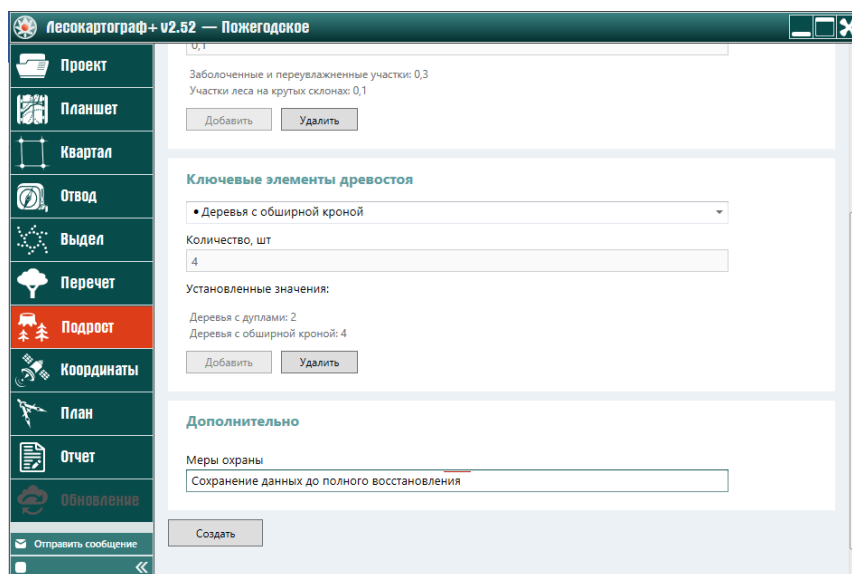 Лесокартограф+ v2.52 — Пожегодское
Проект
Планшет
Квартал
Отвод
Выдел
Перечет
Подрост
Координаты
План
Отчет
Обновление
Отправить сообщение
0,1
Заболоченные и переувлажненные участки: 0,3
Участки леса на крутых склонах: 0,1
Добавить Удалить
Ключевые элементы древостоя
• Деревья с обширной кроной
Количество, шт
4
Установленные значения:
Деревья с дуплами: 2
Деревья с обширной кроной: 4
Добавить Удалить
Дополнительно
Меры охраны
Сохранение данных до полного восстановления
Создать